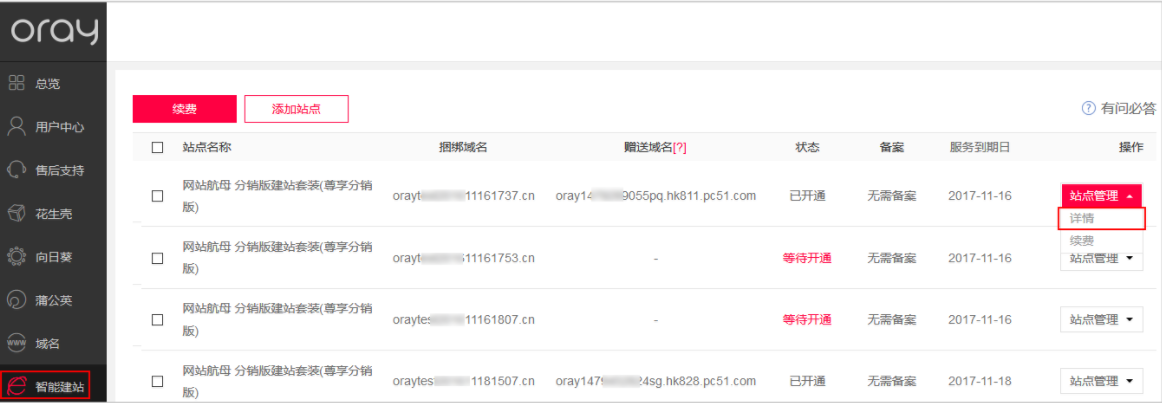 oray
总览
用户中心
售后支持
花生壳
向日葵
蒲公英
www 域名
智能建站
续费 添加站点 ? 有问必答
站点名称 捆绑域名 赠送域名[?] 状态 备案 服务到期日 操作
网站航母 分销版建站套装(尊享分销
版)
orayt 11161737.cn oray14 9055pq.hk811.pc51.com 已开通 无需备案 2017-11-16 站点管理
详情
续费
网站航母 分销版建站套装(尊享分销
版)
orayt 11161753.cn - 等待开通 无需备案 2017-11-16 站点管理
网站航母 分销版建站套装(尊享分销
版)
oraytes 11161807.cn - 等待开通 无需备案 2017-11-16 站点管理
网站航母 分销版建站套装(尊享分销
版)
oraytes 1181507.cn oray147 24sg.hk828.pc51.com 已开通 无需备案 2017-11-18 站点管理